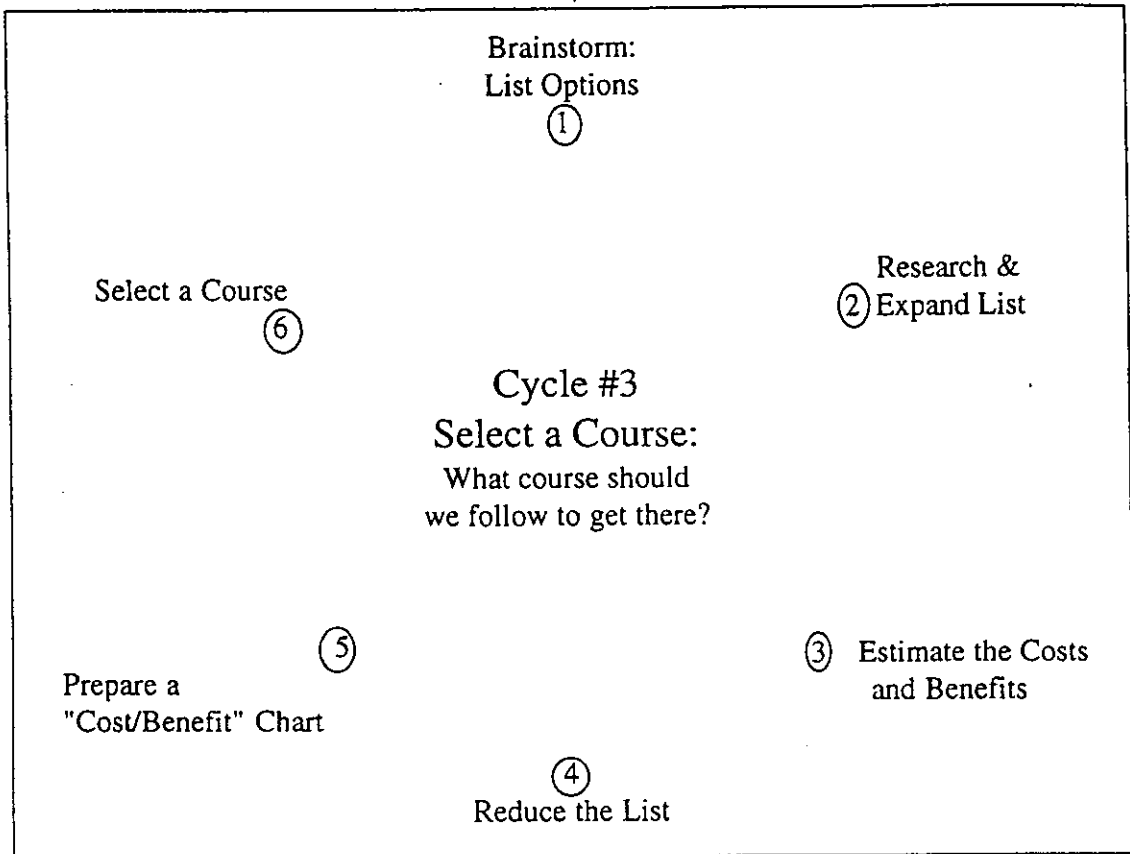 Brainstorm:
List Options
1
Research &
2 Expand List
Select a Course
6
Cycle #3
Select a Course:
What course should
we follow to get there?
3 Estimate the Costs
and Benefits
5
Prepare a
"Cost/Benefit" Chart
4
Reduce the List